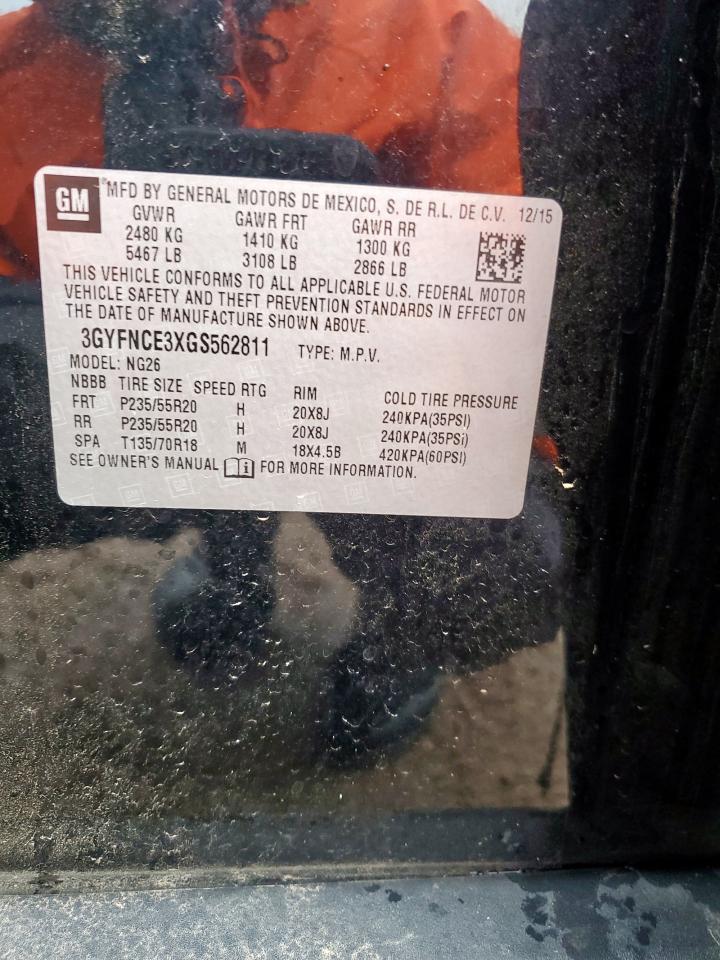 GM
®MFD BY GENERAL MOTORS DE MEXICO, S. DE R.L. DE C.V. 12/15
GVWR GAWR FRT GAWR RR
2480 KG 1410 KG 1300 KG
5467 LB 3108 LB 2866 LB
THIS VEHICLE CONFORMS TO ALL APPLICABLE U.S. FEDERAL MOTOR
VEHICLE SAFETY AND THEFT PREVENTION STANDARDS IN EFFECT ON
THE DATE OF MANUFACTURE SHOWN ABOVE.
3GYFNCE3XGS562811 TYPE: M.P.V.
MODEL: NG26
NBBB TIRE SIZE SPEED RTG RIM COLD TIRE PRESSURE
FRT P235/55R20 H 20X8J 240KPA(35PSI)
RR P235/55R20 H 20X8J 240KPA(35PSI)
SPA T135/70R18 M 18X4.5B 420KPA(60PSI)
SEE OWNER'S MANUAL FOR MORE INFORMATION.